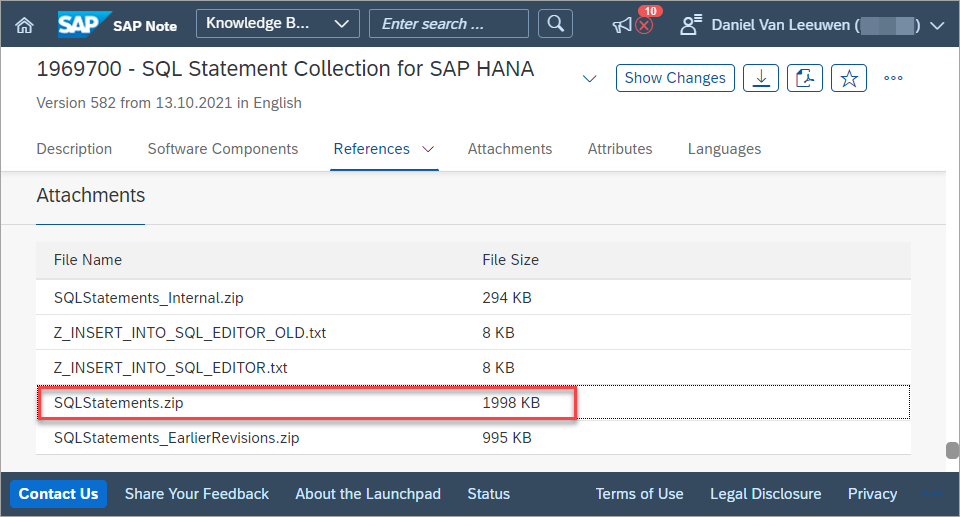 SAP SAP Note Knowledge B... Enter search ... 10 Daniel Van Leeuwen ( )
1969700 - SQL Statement Collection for SAP HANA
Show Changes
Version 582 from 13.10.2021 in English
Description Software Components References Attachments Attributes Languages
Attachments
File Name File Size
SQLStatements_Internal.zip 294 KB
Z_INSERT_INTO_SQL_EDITOR_OLD.txt 8 KB
Z_INSERT_INTO_SQL_EDITOR.txt 8 KB
SQLStatements.zip 1998 KB
SQLStatements_EarlierRevisions.zip 995 KB
Contact Us Share Your Feedback About the Launchpad Status Terms of Use Legal Disclosure Privacy